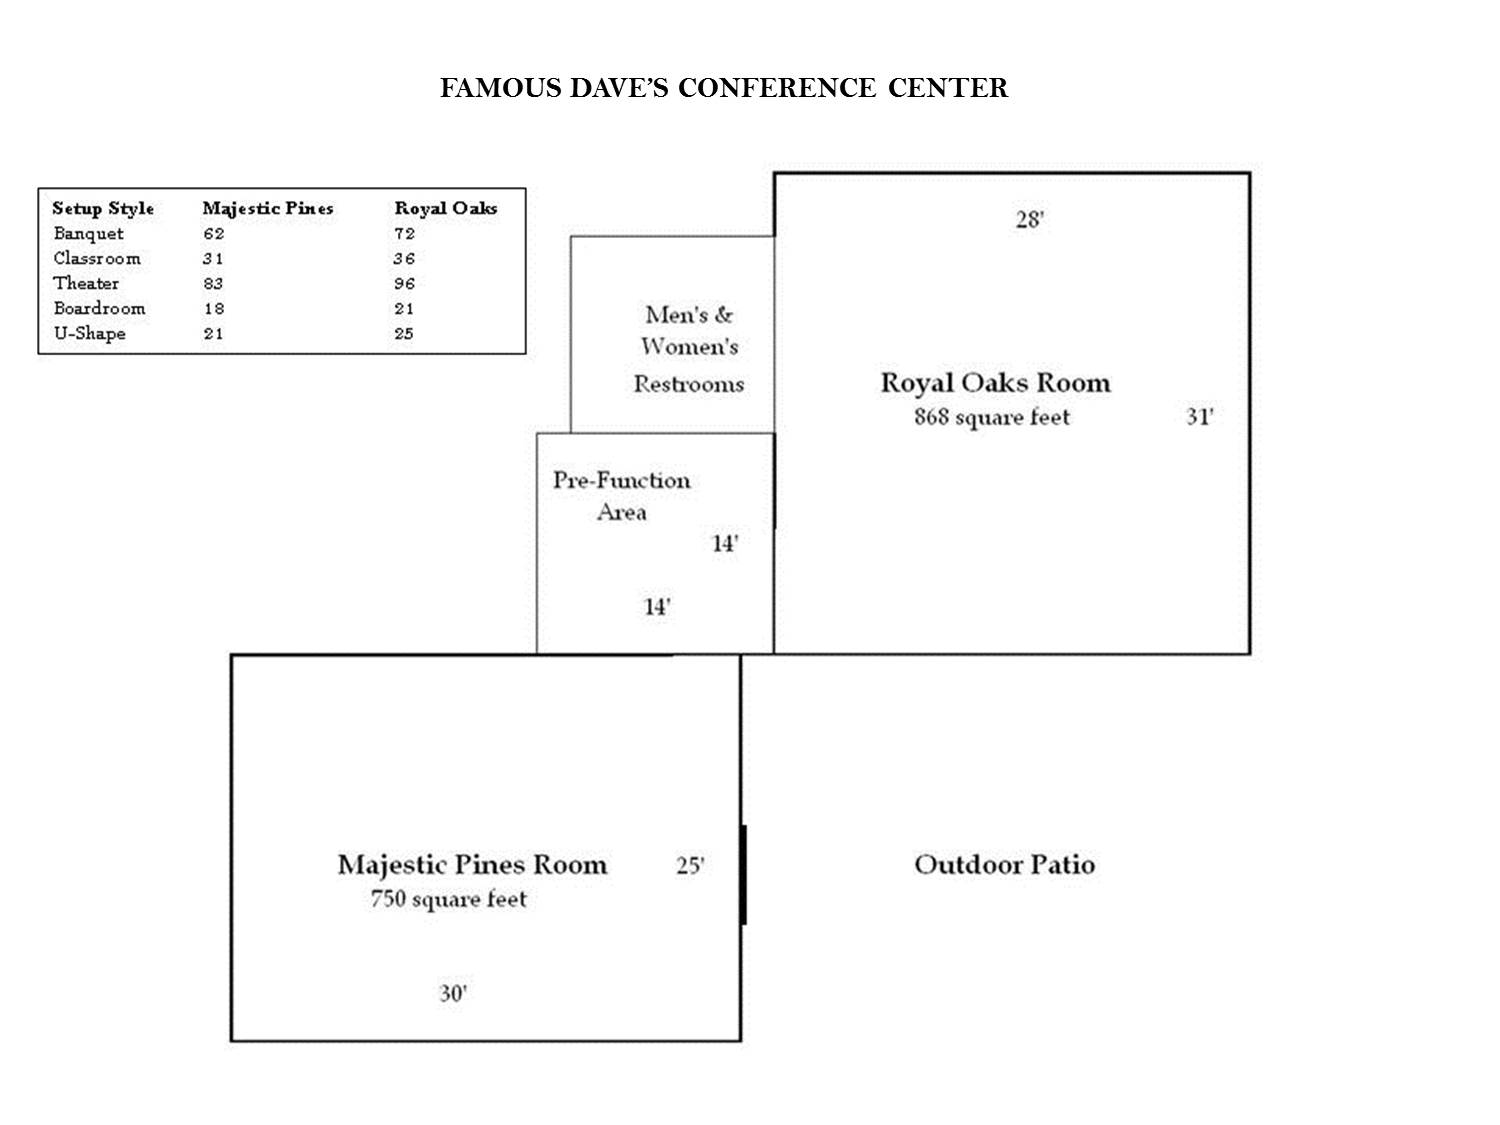 FAMOUS DAVE’S CONFERENCE CENTER
Setup Style Majestic Pines Royal Oaks
Banquet 62 72
Classroom 31 36
Theater 83 96
Boardroom 18 21
U-Shape 21 25
28'
Men's &
Women's
Restrooms
Royal Oaks Room
868 square feet
31'
Pre-Function
Area
14'
14'
Majestic Pines Room
750 square feet
25'
30'
Outdoor Patio